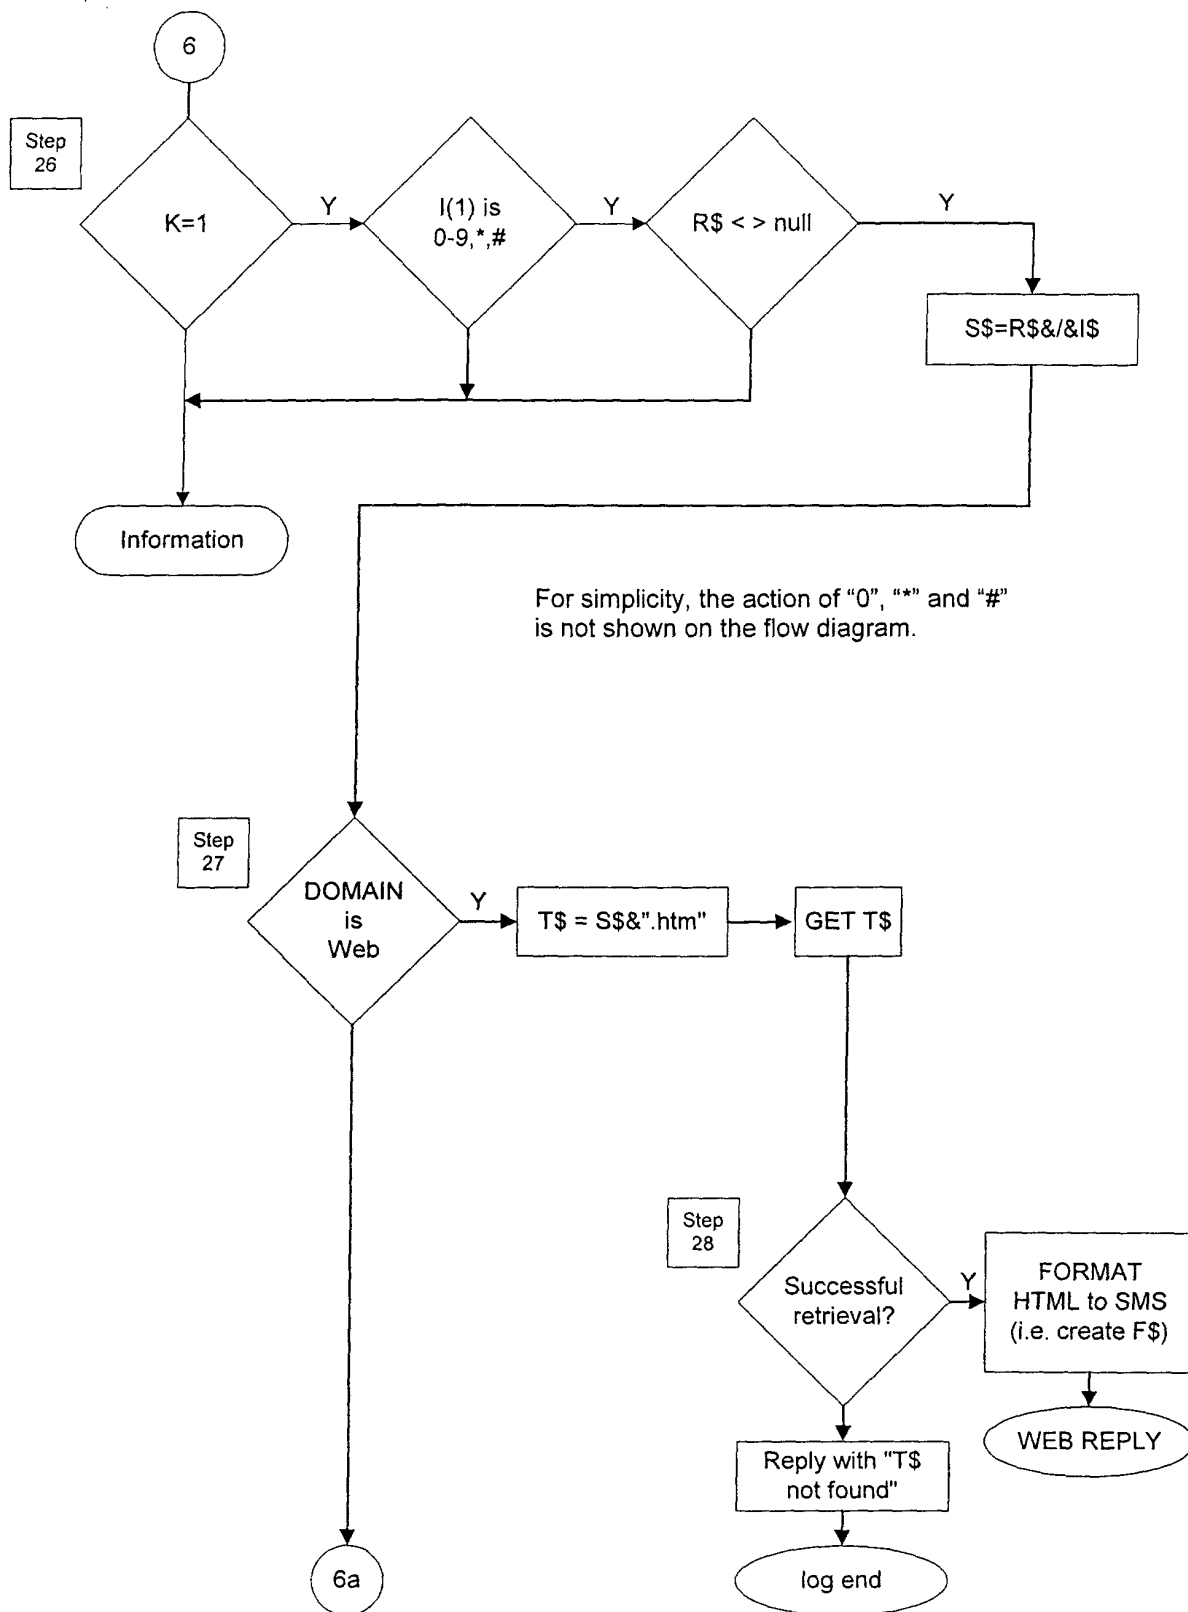 6
Step
26
K=1
Y
I(1) is
0-9,*,#
Y
R$ < > null
Y
S$=R$&/&I$
Information
For simplicity, the action of “0”, “*” and “#”
is not shown on the flow diagram.
Step
27
DOMAIN
is
Web
Y
T$ = S$&".htm"
GET T$
Step
28
Successful
retrieval?
Y
FORMAT
HTML to SMS
(i.e. create F$)
WEB REPLY
Reply with "T$
not found"
6a
log end